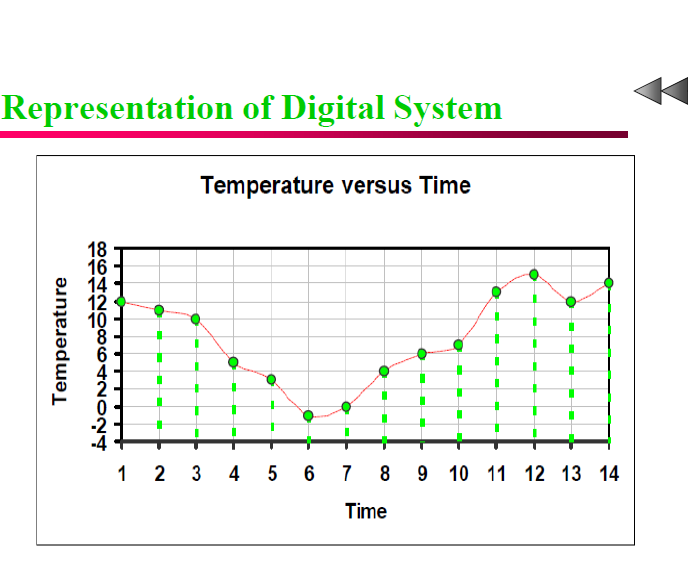 Representation of Digital System
Temperature versus Time
18
16
14
12
10
8
6
4
2
0
-2
-4
Temperature
1 2 3 4 5 6 7 8 9 10 11 12 13 14
Time